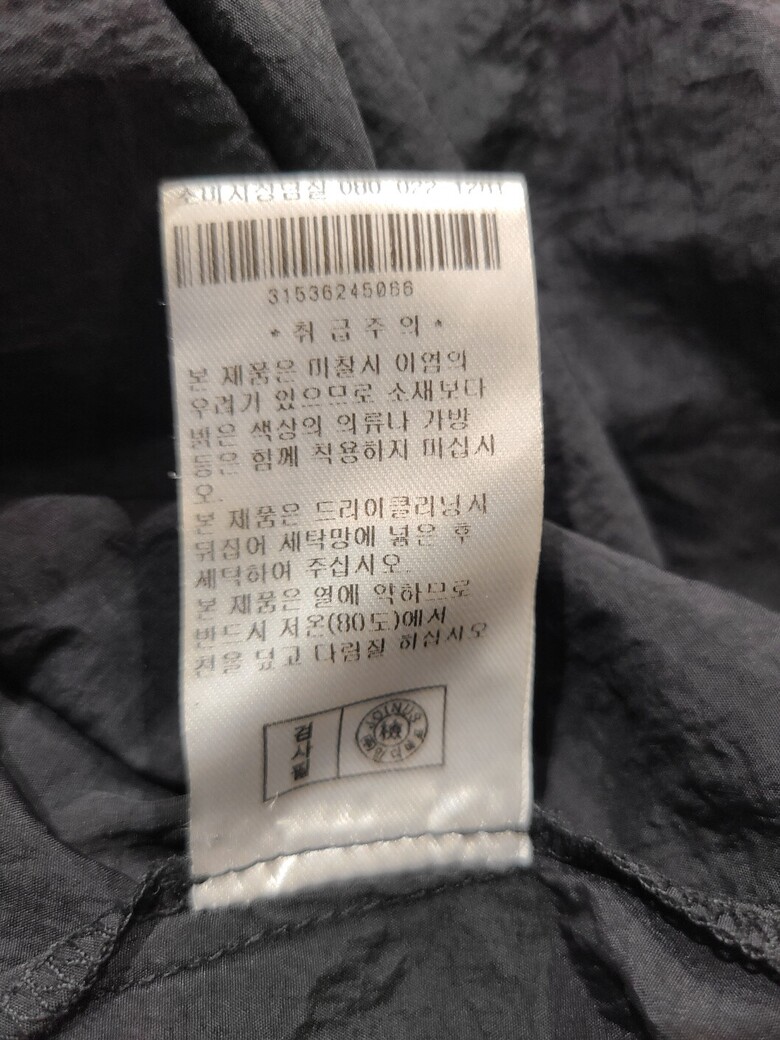 소비자상담실 080 022 1281
31536245066
*취급주의*
본 제품은 마찰시 이염의
우려가 있으므로 소재보다
밝은 색상의 의류나 가방
등은 함께 착용하지 마십시
오.
본 제품은 드라이클리닝시
뒤집어 세탁망에 넣은 후
세탁하여 주십시오.
본 제품은 열에 약하므로
반드시 저온(80도)에서
천을 덮고 다림질 하십시오
검사필
JOINUS
檢